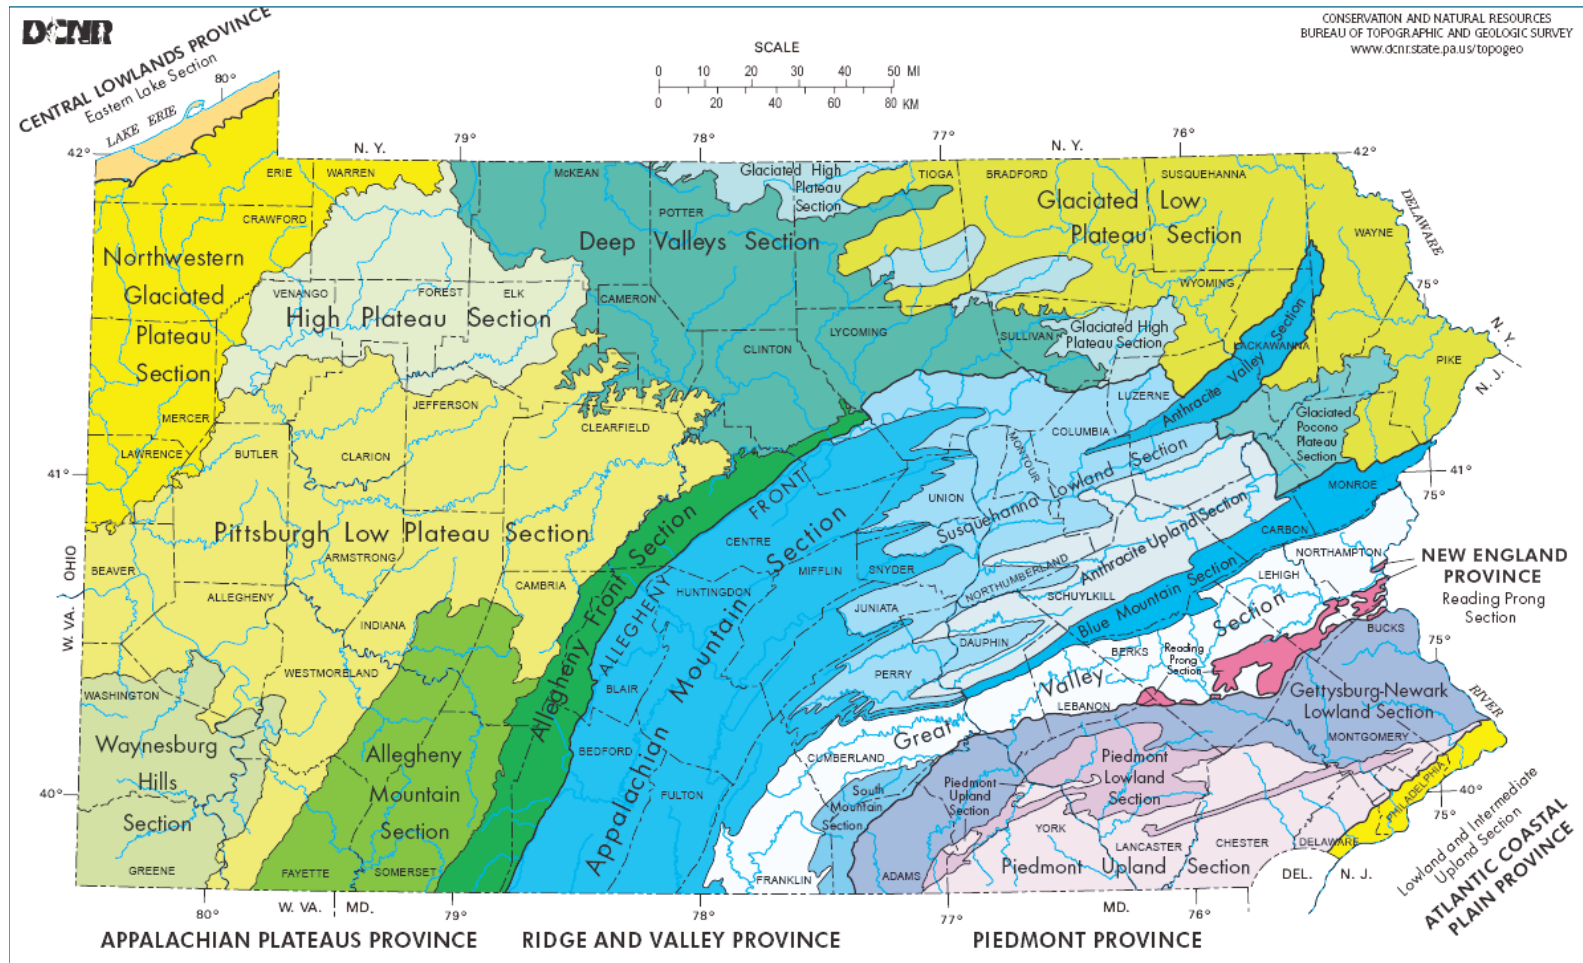 DCNR
CONSERVATION AND NATURAL RESOURCES
BUREAU OF TOPOGRAPHIC AND GEOLOGIC SURVEY
www.dcnr.state.pa.us/topogeo
SCALE
0 10 20 30 40 50 MI
0 20 40 60 80 KM
CENTRAL LOWLANDS PROVINCE
Eastern Lake Section
80°
LAKE ERIE
42°
N. Y.
79°
78°
77°
N. Y.
76°
42°
ERIE
WARREN
McKEAN
Glaciated High
Plateau
Section
TIOGA
BRADFORD
SUSQUEHANNA
DELAWARE
CRAWFORD
POTTER
Glaciated Low
Plateau Section
WAYNE
Deep Valleys Section
Northwestern
Glaciated
Plateau
Section
VENANGO
FOREST
ELK
CAMERON
WYOMING
75°
High Plateau Section
LYCOMING
SULLIVAN
Glaciated High
Plateau Section
LACKAWANNA
Anthracite Valley Section
N. Y.
N. J.
CLINTON
PIKE
MERCER
JEFFERSON
LUZERNE
CLEARFIELD
COLUMBIA
Glaciated
Pocono
Plateau
Section
LAWRENCE
BUTLER
CLARION
MONTOUR
41°
41°
75°
MONROE
UNION
Susquehanna Lowland Section
FRONT
Pittsburgh Low Plateau Section
CENTRE
Anthracite Upland Section
CARBON
ARMSTRONG
NORTHAMPTON
NEW ENGLAND
PROVINCE
Reading Prong
Section
OHIO
W. VA.
BEAVER
ALLEGHENY
CAMBRIA
Allegheny Front Section
ALLEGHENY
HUNTINGDON
MIFFLIN
SNYDER
NORTHUMBERLAND
SCHUYLKILL
LEHIGH
Blue Mountain Section
JUNIATA
INDIANA
DAUPHIN
BERKS
Reading
Prong
Section
BUCKS
75°
WESTMORELAND
PERRY
WASHINGTON
BLAIR
Appalachian Mountain Section
Great Valley Section
LEBANON
Gettysburg-Newark
Lowland Section
RIVER
Waynesburg
Hills
Section
Allegheny
Mountain
Section
BEDFORD
CUMBERLAND
MONTGOMERY
Piedmont
Lowland
Section
Piedmont
Upland
Section
South
Mountain
Section
FULTON
40°
PHILADELPHIA
40°
75°
YORK
LANCASTER
CHESTER
DELAWARE
GREENE
FAYETTE
SOMERSET
FRANKLIN
ADAMS
Piedmont Upland Section
DEL.
N. J.
Lowland and Intermediate
Upland Section
ATLANTIC COASTAL
PLAIN PROVINCE
80°
W. VA.
MD.
79°
78°
77°
MD.
76°
APPALACHIAN PLATEAUS PROVINCE
RIDGE AND VALLEY PROVINCE
PIEDMONT PROVINCE